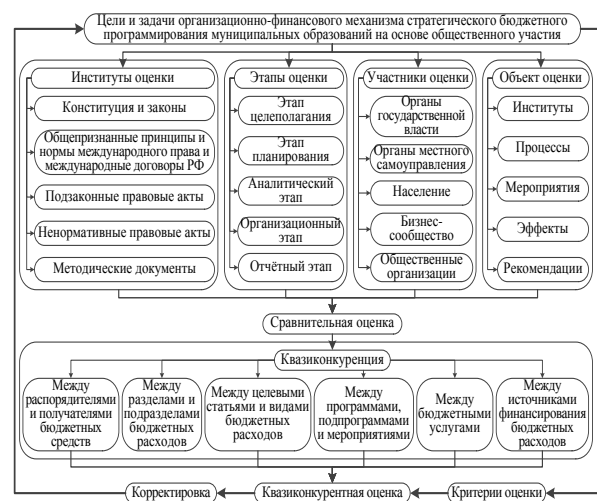 Цели и задачи организационно-финансового механизма стратегического бюджетного
программирования муниципальных образований на основе общественного участия
Институты оценки
Конституция и законы
Общепризнанные принципы и
нормы международного права и
международные договоры РФ
Подзаконные правовые акты
Ненормативные правовые акты
Методические документы
Этапы оценки
Этап
целеполагания
Этап
планирования
Аналитический
этап
Организационный
этап
Отчётный этап
Участники оценки
Органы
государственной
власти
Органы местного
самоуправления
Население
Бизнес-
сообщество
Общественные
организации
Объект оценки
Институты
Процессы
Мероприятия
Эффекты
Рекомендации
Сравнительная оценка
Квазиконкуренция
Между
распорядителями
и получателями
бюджетных
средств
Между
разделами и
подразделами
бюджетных
расходов
Между целевыми
статьями и видами
бюджетных
расходов
Между
программами,
подпрограммами
и мероприятиями
Между
бюджетными
услугами
Между
источниками
финансирования
бюджетных
расходов
Корректировка
Квазиконкурентная оценка
Критерии оценки